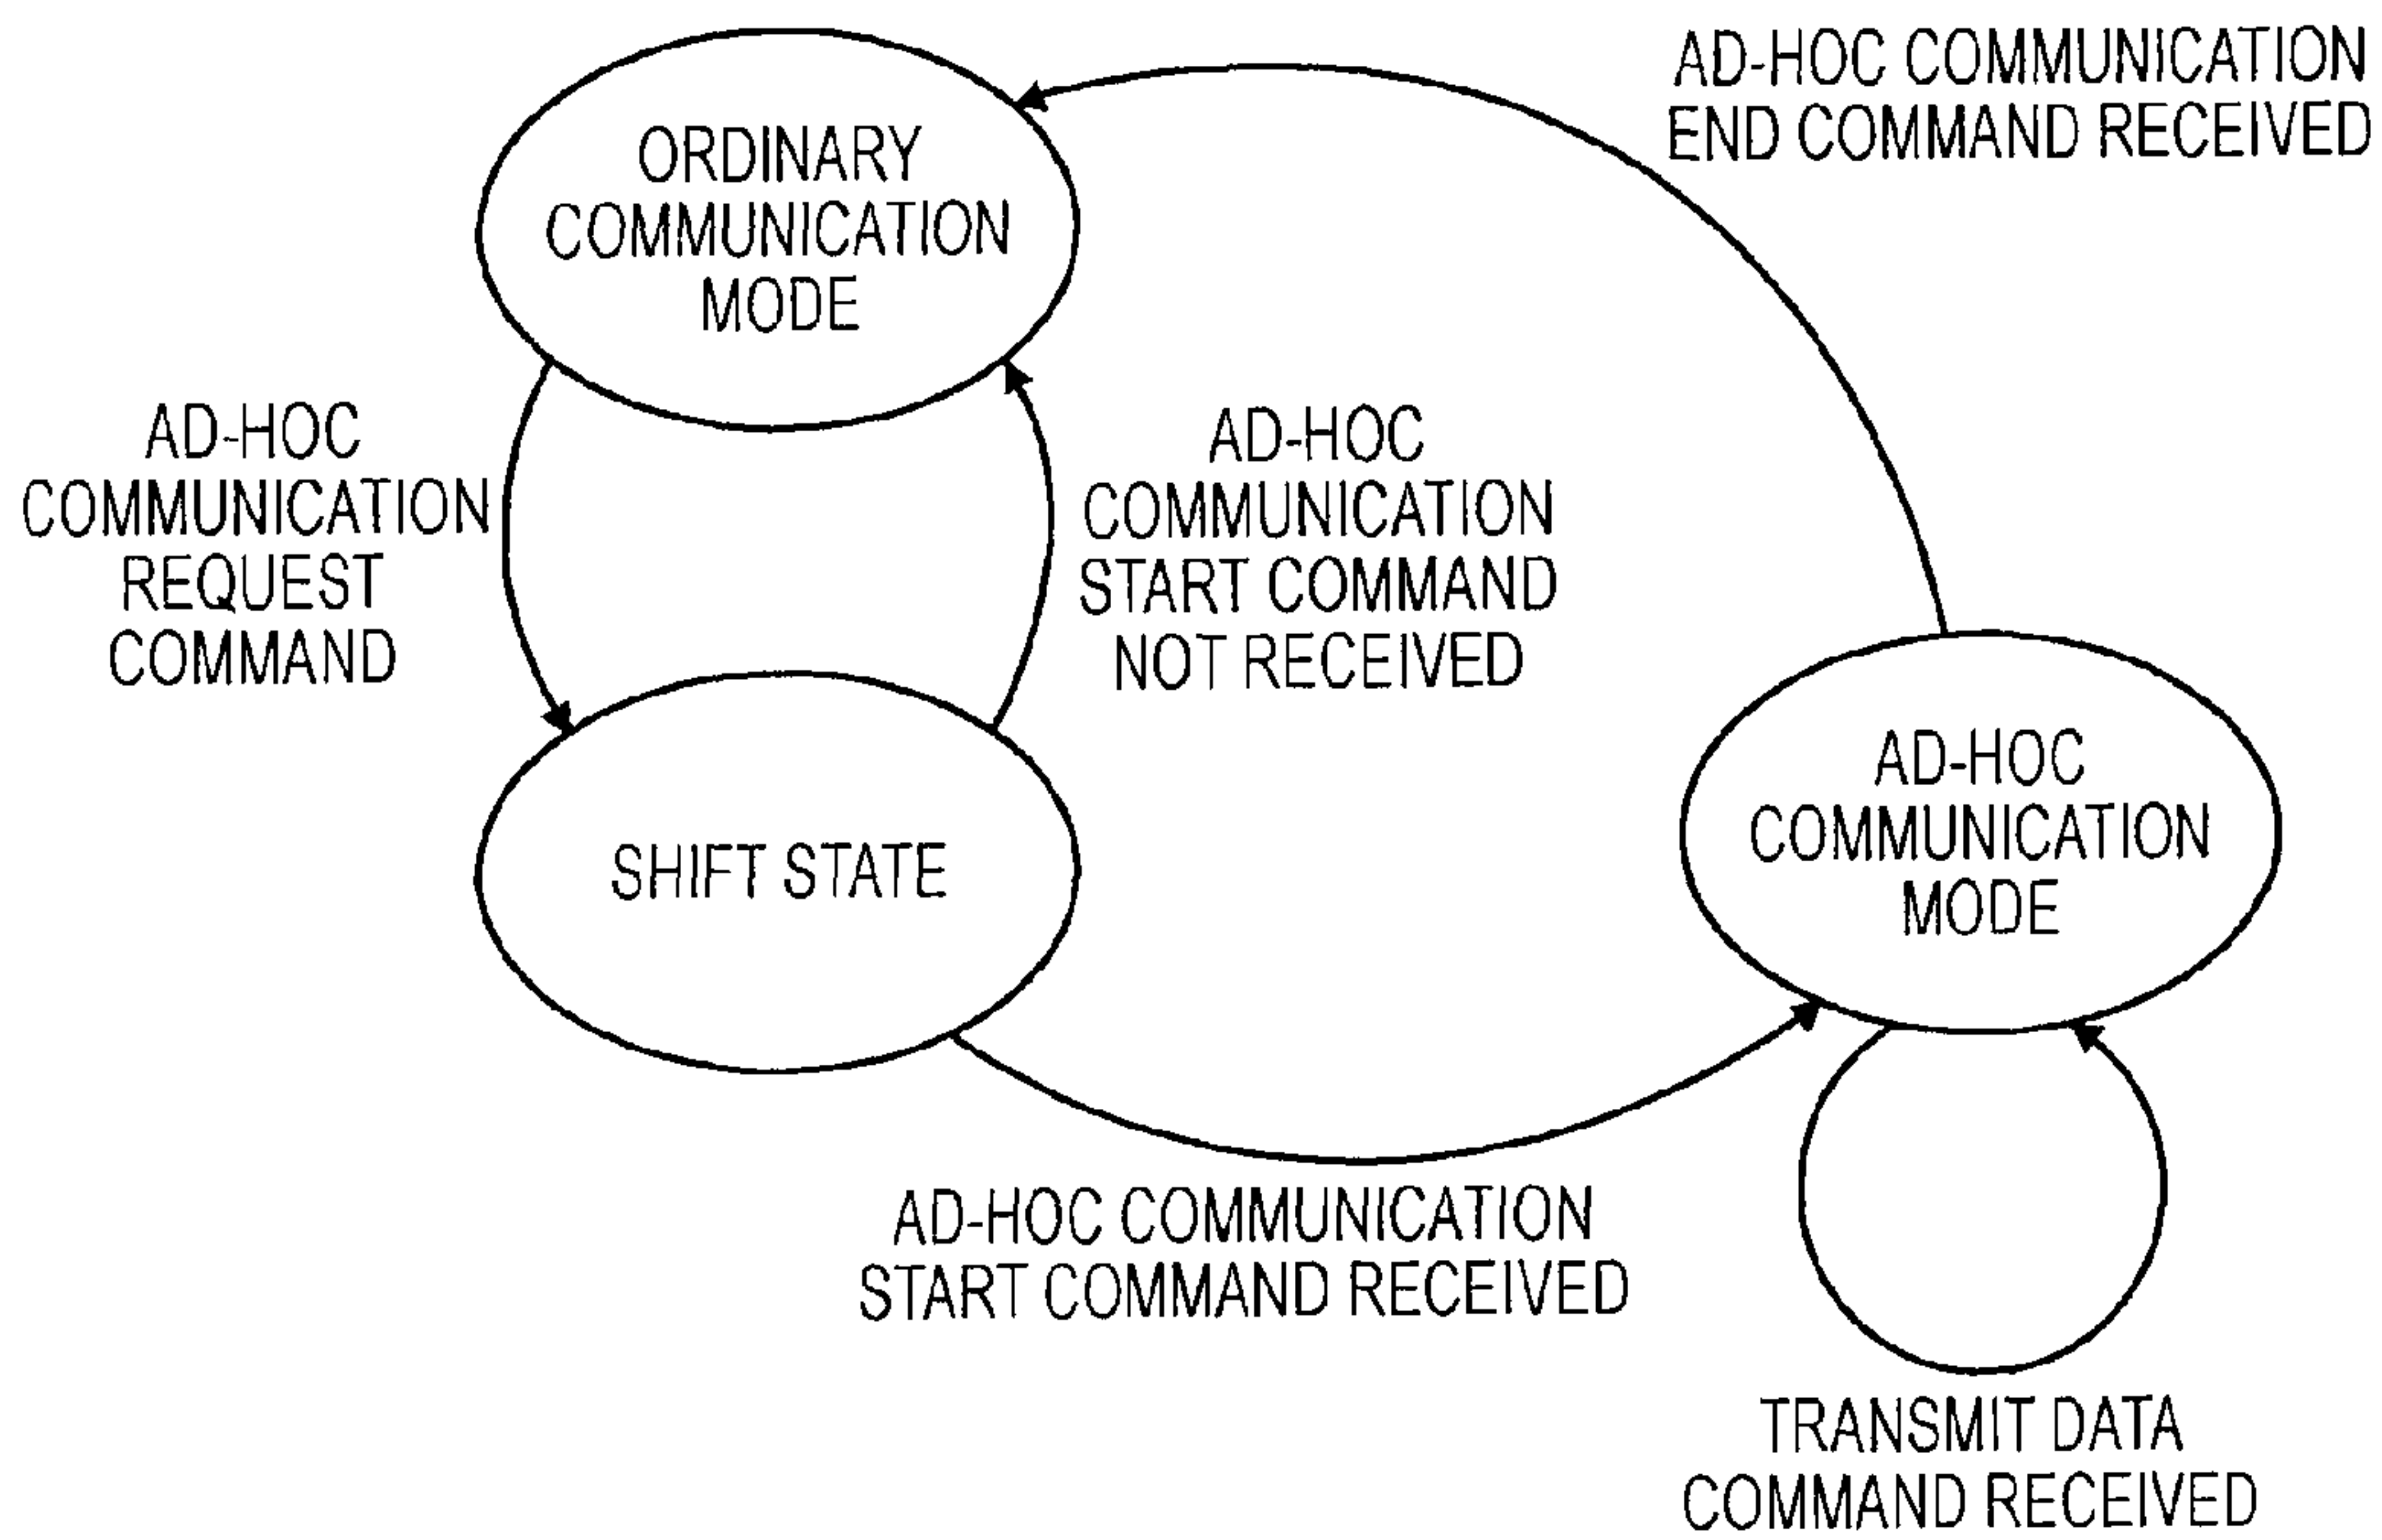 AD-HOC COMMUNICATION
END COMMAND RECEIVED
ORDINARY
COMMUNICATION
MODE
AD-HOC
COMMUNICATION
REQUEST
COMMAND
AD-HOC
COMMUNICATION
START COMMAND
NOT RECEIVED
SHIFT STATE
AD-HOC
COMMUNICATION
MODE
AD-HOC COMMUNICATION
START COMMAND RECEIVED
TRANSMIT DATA
COMMAND RECEIVED